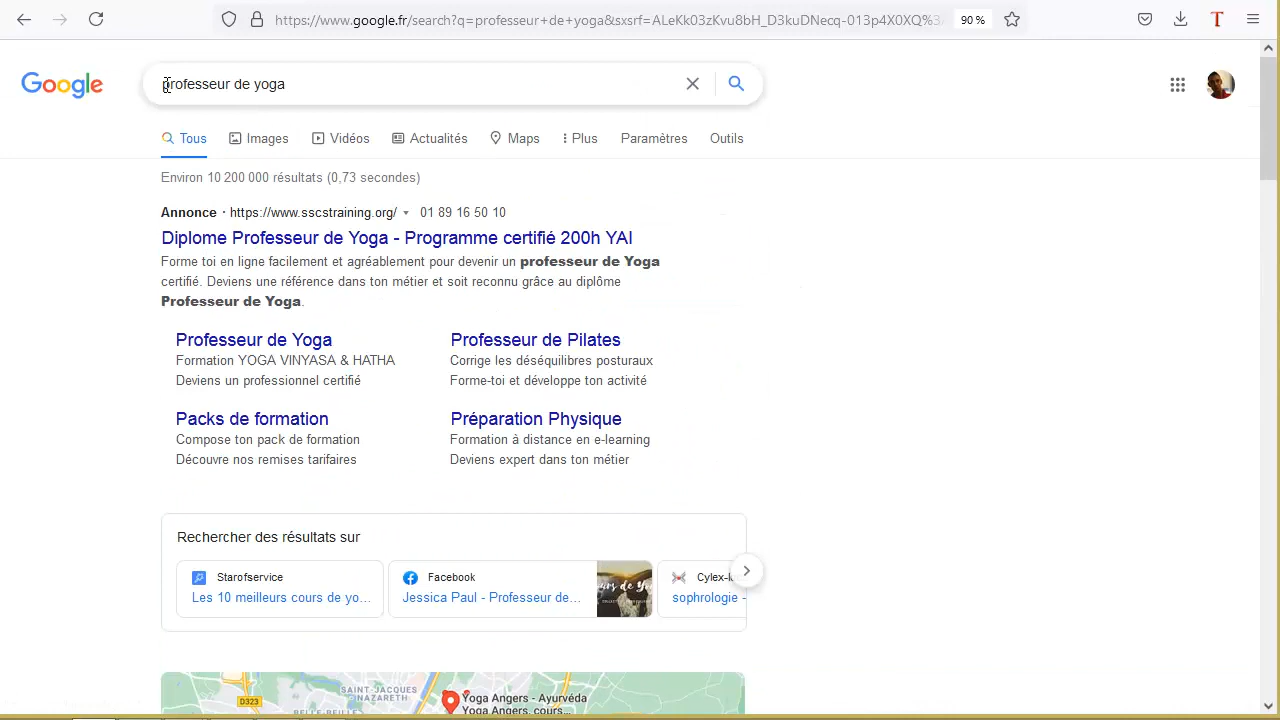 https://www.google.fr/search?q=professeur+de+yoga&sxsrf=ALeKk03zKvu8bH_D3kuDNecq-013p4X0XQ%3
90 %
T
Google
professeur de yoga
Tous
Images
Vidéos
Actualités
Maps
Plus
Paramètres
Outils
Environ 10 200 000 résultats (0,73 secondes)
Annonce · https://www.sscstraining.org/ 01 89 16 50 10
Diplome Professeur de Yoga - Programme certifié 200h YAI
Forme toi en ligne facilement et agréablement pour devenir un professeur de Yoga
certifié. Deviens une référence dans ton métier et soit reconnu grâce au diplôme
Professeur de Yoga.
Professeur de Yoga
Formation YOGA VINYASA & HATHA
Deviens un professionnel certifié
Professeur de Pilates
Corrige les déséquilibres posturaux
Forme-toi et développe ton activité
Packs de formation
Compose ton pack de formation
Découvre nos remises tarifaires
Préparation Physique
Formation à distance en e-learning
Deviens expert dans ton métier
Rechercher des résultats sur
Starofservice
Les 10 meilleurs cours de yo...
Facebook
Jessica Paul - Professeur de...
Cylex-
sophrologie -
SAINT-JACQUES
NAZARETH
D323
BELLE-BEILLE
Yoga Angers - Ayurvéda
Yoga Angers, cours...